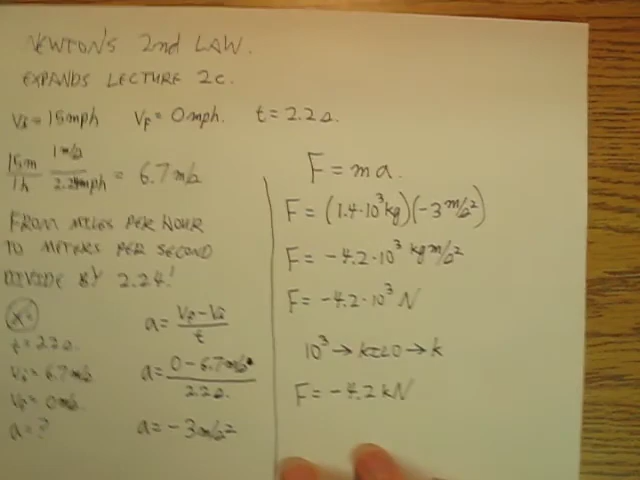 NEWTON'S 2nd LAW.
EXPANDS LECTURE 2c.
Vi = 15mph   VF = 0mph.   t = 2.2s.
15m/1h 1m/s/2.24mph = 6.7m/s
FROM MILES PER HOUR
TO METERS PER SECOND
DIVIDE BY 2.24!
t = 2.2s
Vi = 6.7m/s
VF = 0m/s
a = ?
a = VF - Vi / t
a = 0 - 6.7m/s / 2.2s.
a = -3m/s²
F = ma.
F = (1.4·10³kg)(-3m/s²)
F = -4.2·10³ kgm/s²
F = -4.2·10³ N
10³ → kilo → k
F = -4.2kN